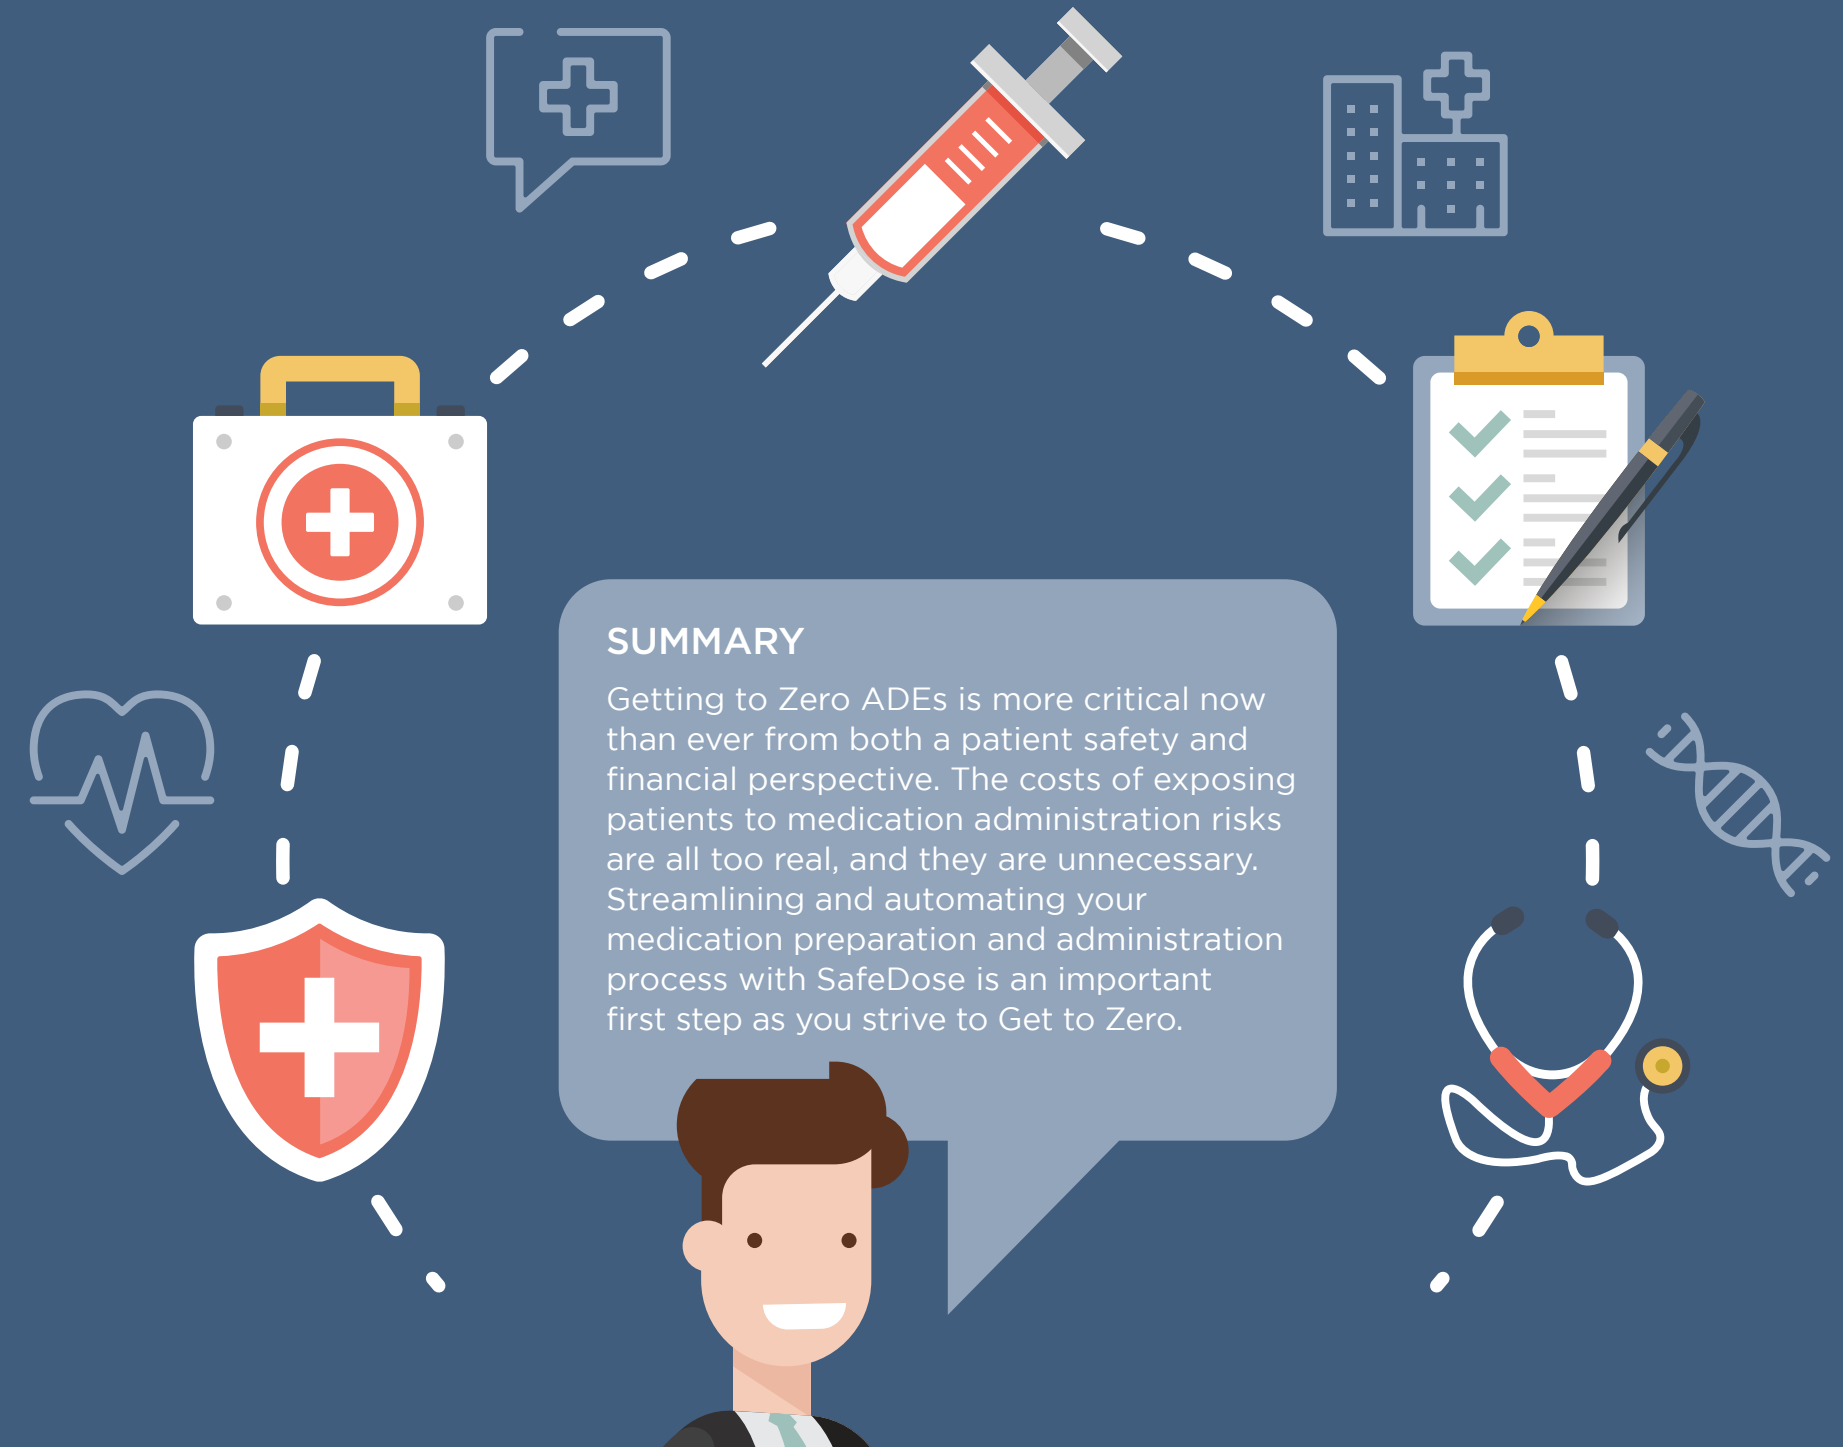 SUMMARY
Getting to Zero ADEs is more critical now
than ever from both a patient safety and
financial perspective. The costs of exposing
patients to medication administration risks
are all too real, and they are unnecessary.
Streamlining and automating your
medication preparation and administration
process with SafeDose is an important
first step as you strive to Get to Zero.